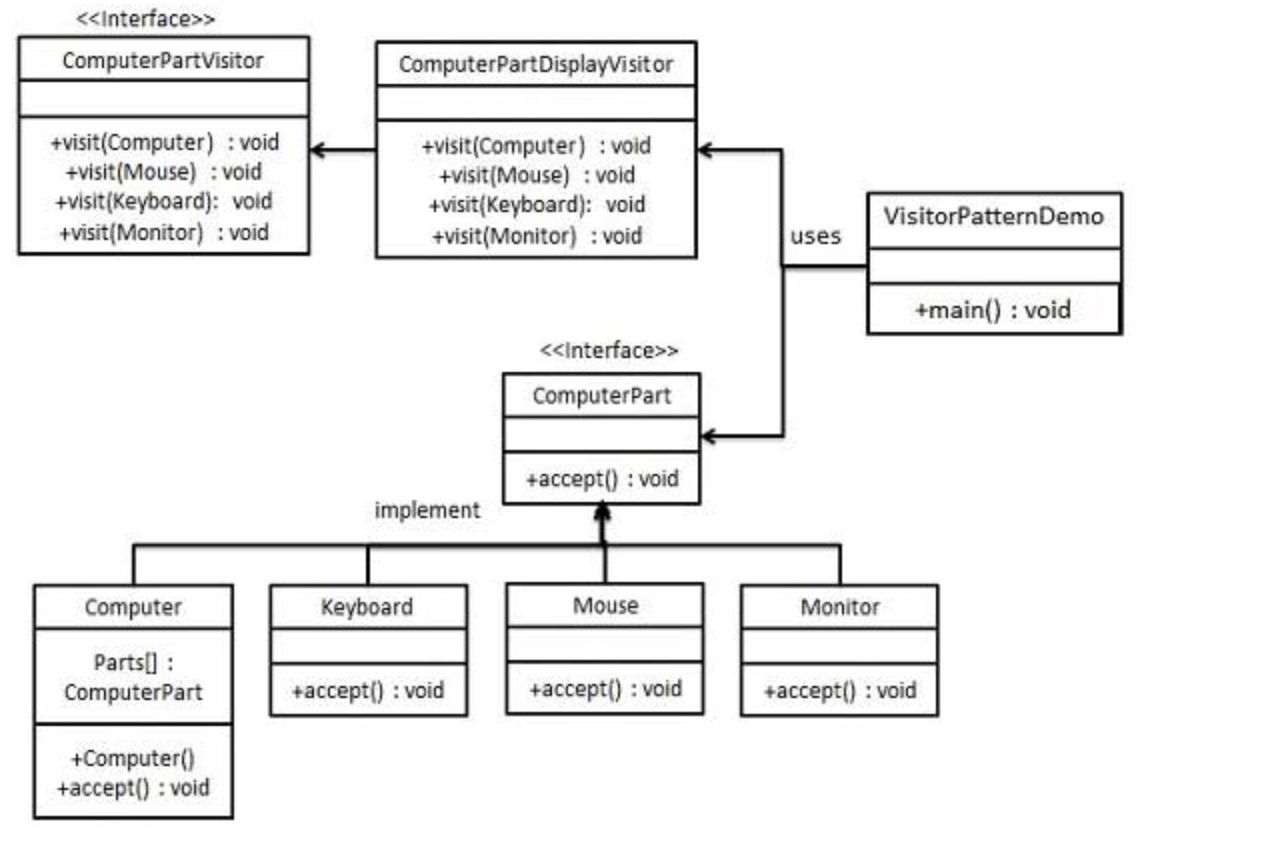 <<Interface>>
ComputerPartVisitor
+visit(Computer) : void
+visit(Mouse) : void
+visit(Keyboard): void
+visit(Monitor) : void
ComputerPartDisplayVisitor
+visit(Computer) : void
+visit(Mouse) : void
+visit(Keyboard): void
+visit(Monitor) : void
uses
VisitorPatternDemo
+main() : void
<<Interface>>
ComputerPart
+accept() : void
implement
Computer
Parts[] :
ComputerPart
+Computer()
+accept() : void
Keyboard
+accept() : void
Mouse
+accept() : void
Monitor
+accept() : void